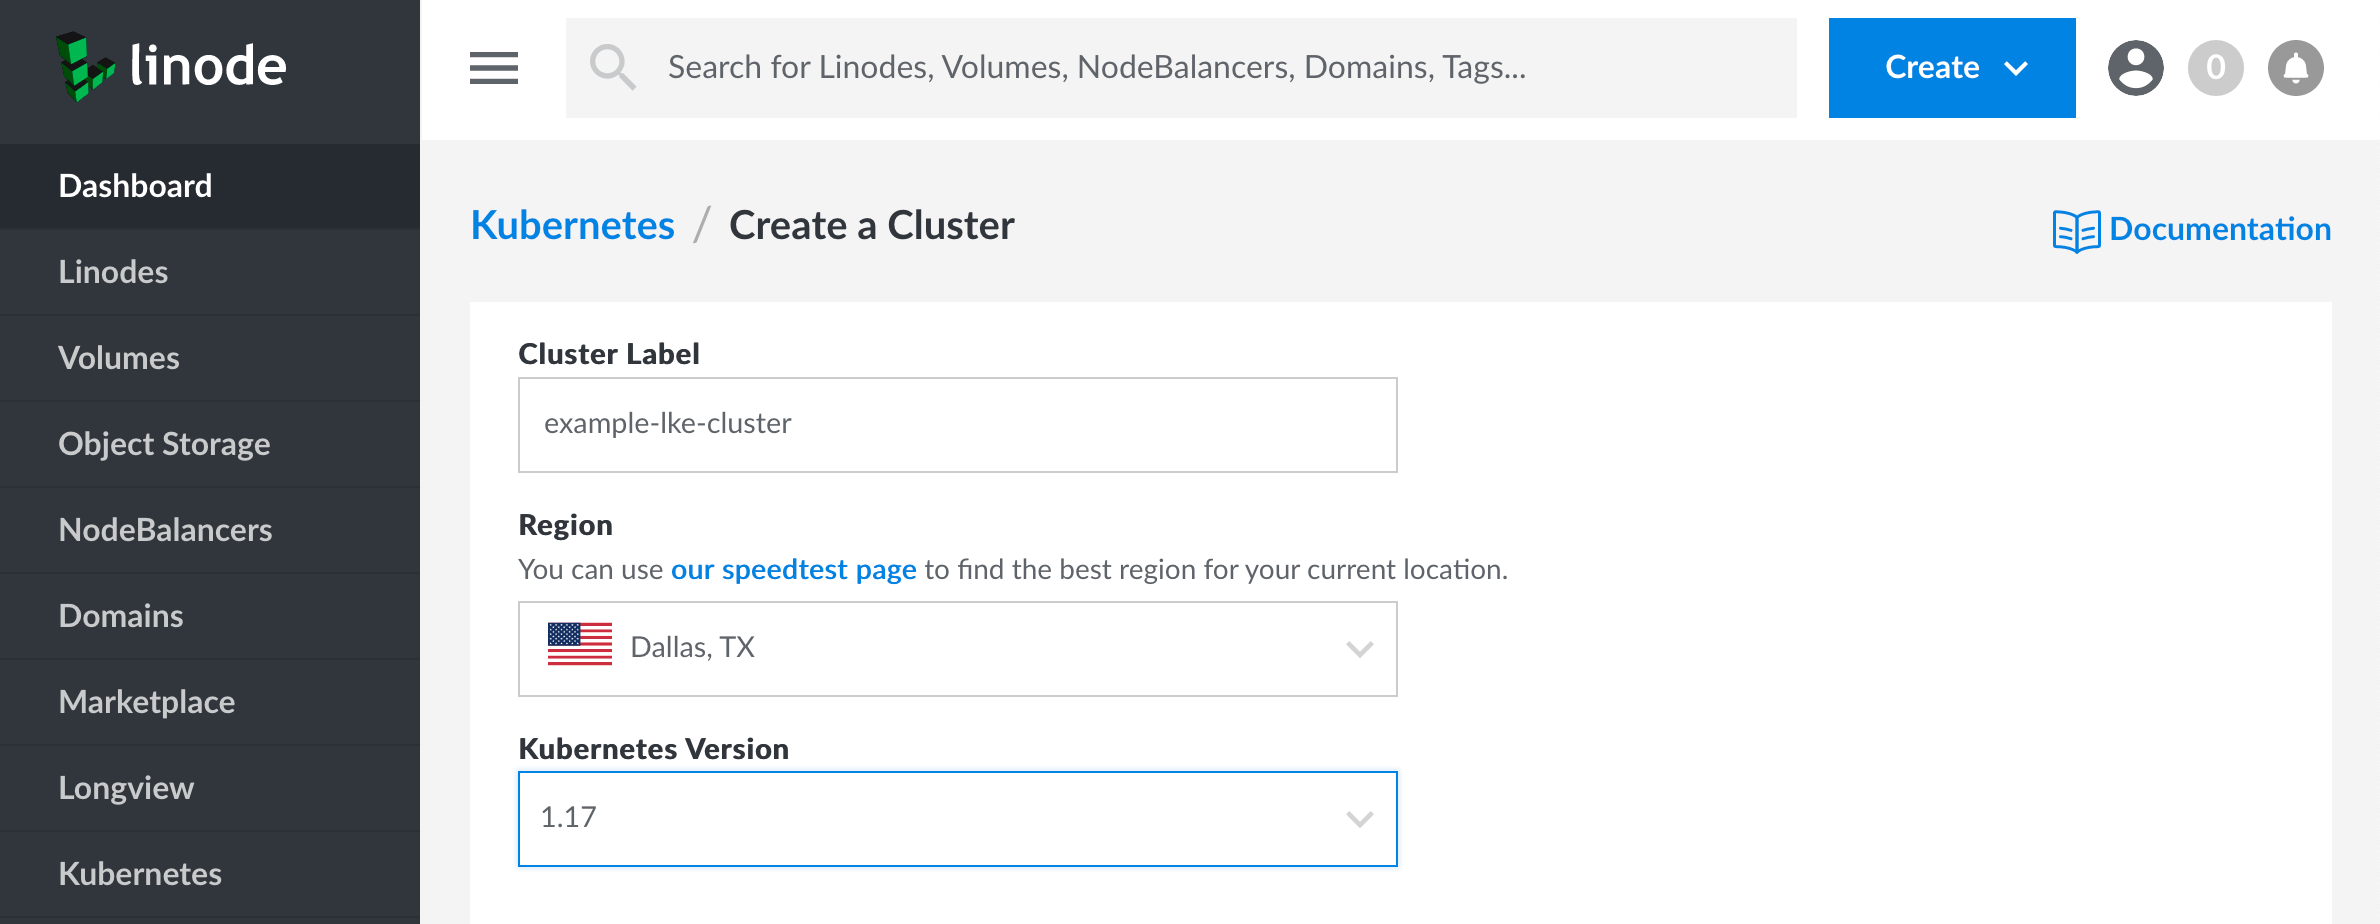 linode
Search for Linodes, Volumes, NodeBalancers, Domains, Tags...
Create
0
Dashboard
Linodes
Volumes
Object Storage
NodeBalancers
Domains
Marketplace
Longview
Kubernetes
Kubernetes / Create a Cluster
Documentation
Cluster Label
example-lke-cluster
Region
You can use our speedtest page to find the best region for your current location.
Dallas, TX
Kubernetes Version
1.17